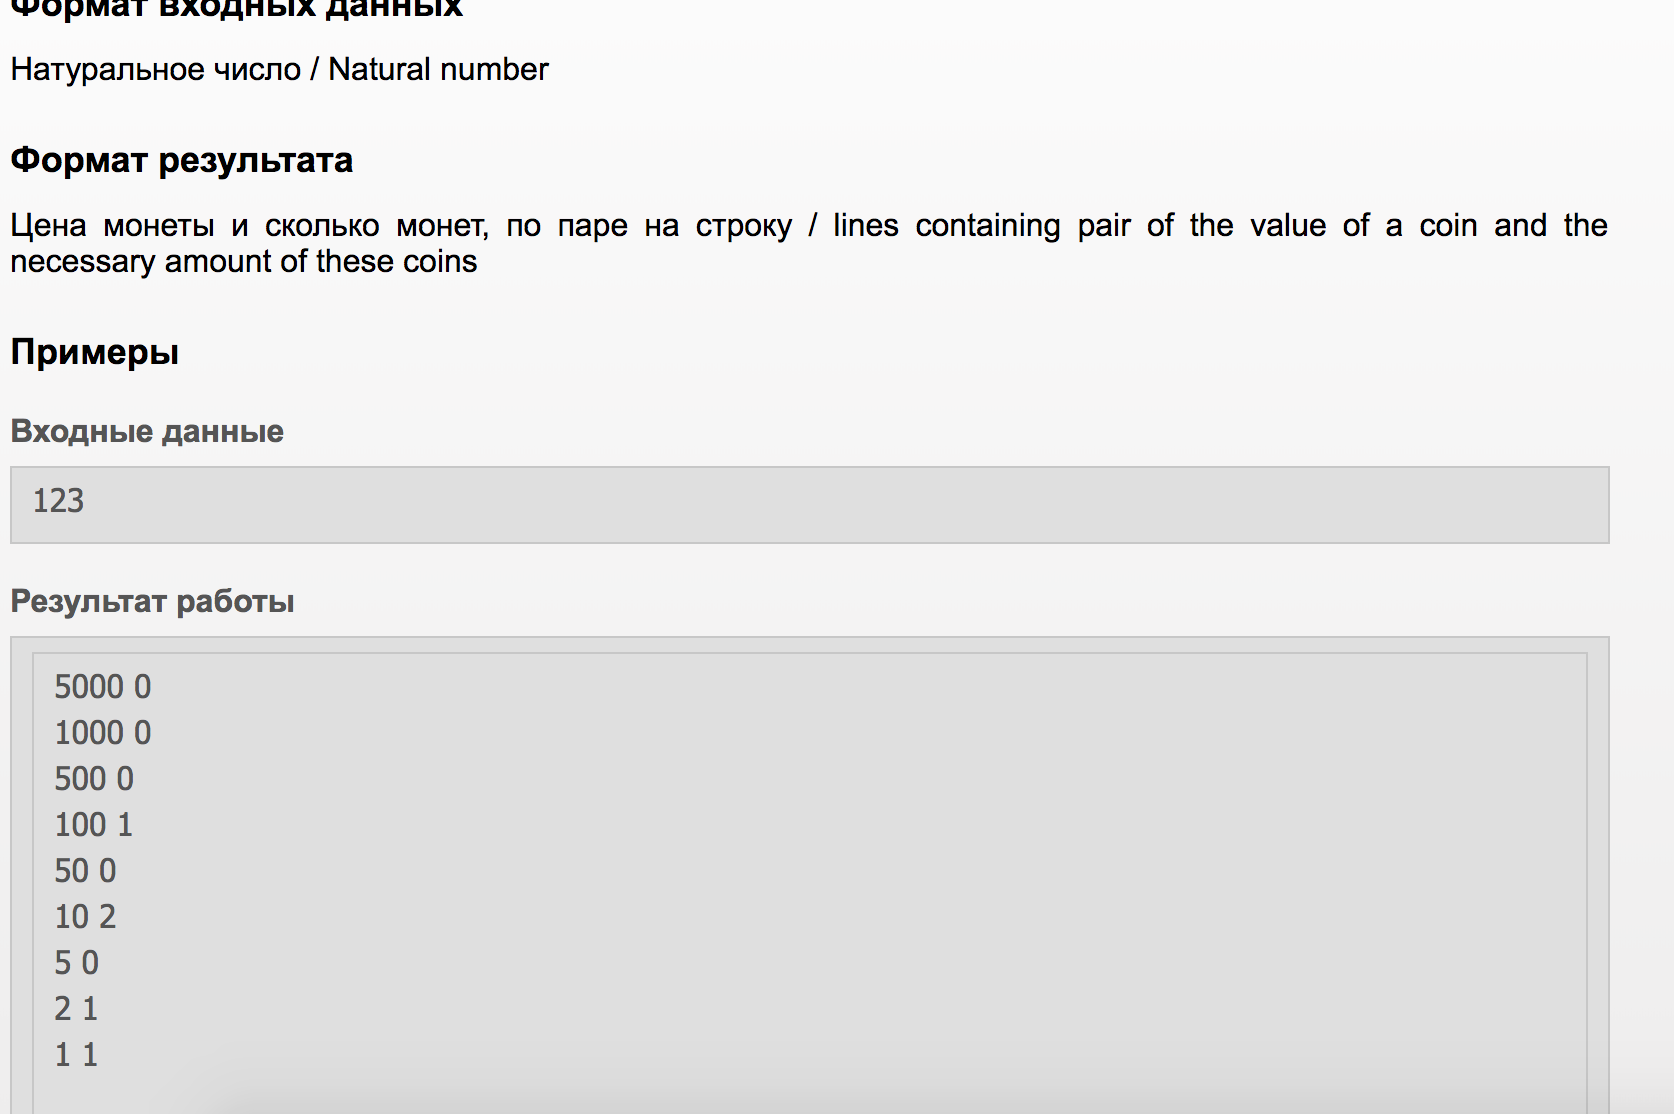 Формат входных данных
Натуральное число / Natural number
Формат результата
Цена монеты и сколько монет, по паре на строку / lines containing pair of the value of a coin and the
necessary amount of these coins
Примеры
Входные данные
123
Результат работы
5000 0
1000 0
500 0
100 1
50 0
10 2
5 0
2 1
1 1